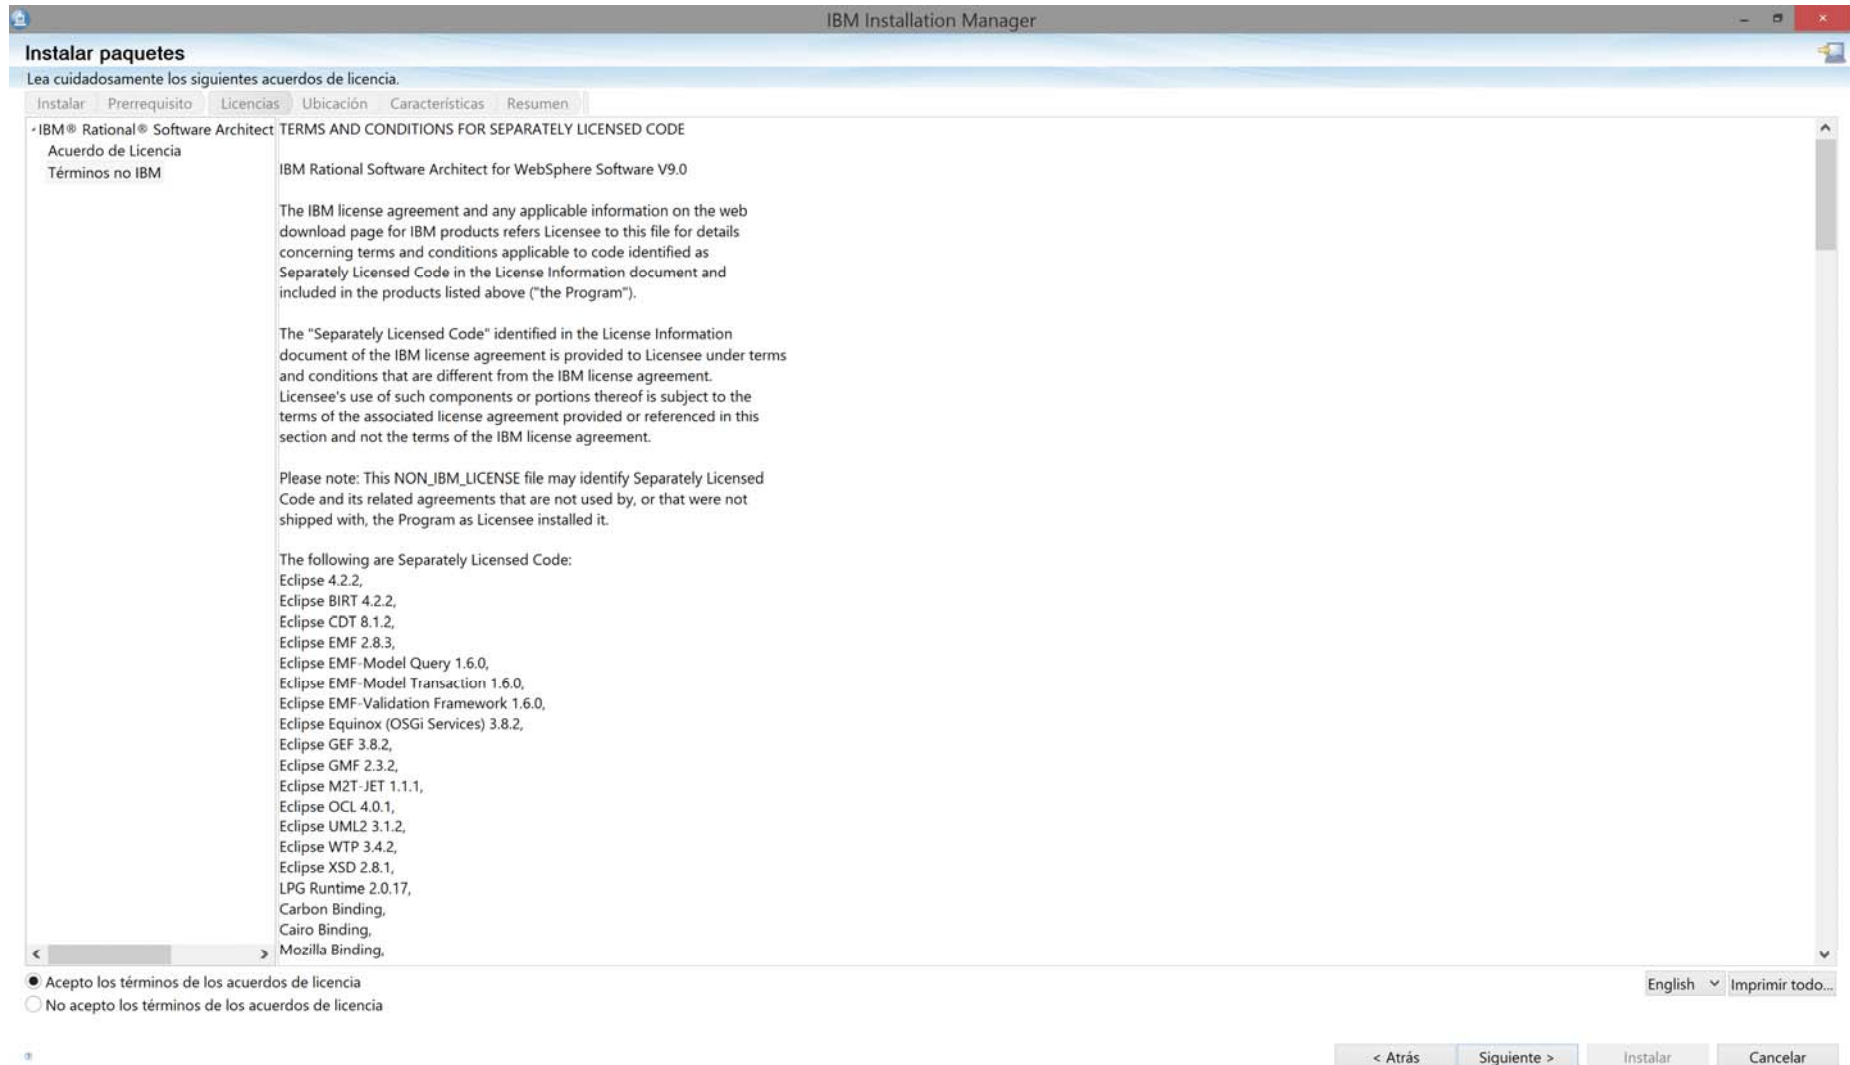 IBM Installation Manager
Instalar paquetes
Lea cuidadosamente los siguientes acuerdos de licencia.
Instalar Prerrequisito Licencias Ubicación Características Resumen
IBM® Rational® Software Architect
Acuerdo de Licencia
Términos no IBM
TERMS AND CONDITIONS FOR SEPARATELY LICENSED CODE
IBM Rational Software Architect for WebSphere Software V9.0
The IBM license agreement and any applicable information on the web
download page for IBM products refers Licensee to this file for details
concerning terms and conditions applicable to code identified as
Separately Licensed Code in the License Information document and
included in the products listed above ("the Program").
The "Separately Licensed Code" identified in the License Information
document of the IBM license agreement is provided to Licensee under terms
and conditions that are different from the IBM license agreement.
Licensee's use of such components or portions thereof is subject to the
terms of the associated license agreement provided or referenced in this
section and not the terms of the IBM license agreement.
Please note: This NON_IBM_LICENSE file may identify Separately Licensed
Code and its related agreements that are not used by, or that were not
shipped with, the Program as Licensee installed it.
The following are Separately Licensed Code:
Eclipse 4.2.2,
Eclipse BIRT 4.2.2,
Eclipse CDT 8.1.2,
Eclipse EMF 2.8.3,
Eclipse EMF-Model Query 1.6.0,
Eclipse EMF-Model Transaction 1.6.0,
Eclipse EMF-Validation Framework 1.6.0,
Eclipse Equinox (OSGi Services) 3.8.2,
Eclipse GEF 3.8.2,
Eclipse GMF 2.3.2,
Eclipse M2T-JET 1.1.1,
Eclipse OCL 4.0.1,
Eclipse UML2 3.1.2,
Eclipse WTP 3.4.2,
Eclipse XSD 2.8.1,
LPG Runtime 2.0.17,
Carbon Binding,
Cairo Binding,
Mozilla Binding,
Acepto los términos de los acuerdos de licencia
No acepto los términos de los acuerdos de licencia
English Imprimir todo...
< Atrás Siguiente > Instalar Cancelar